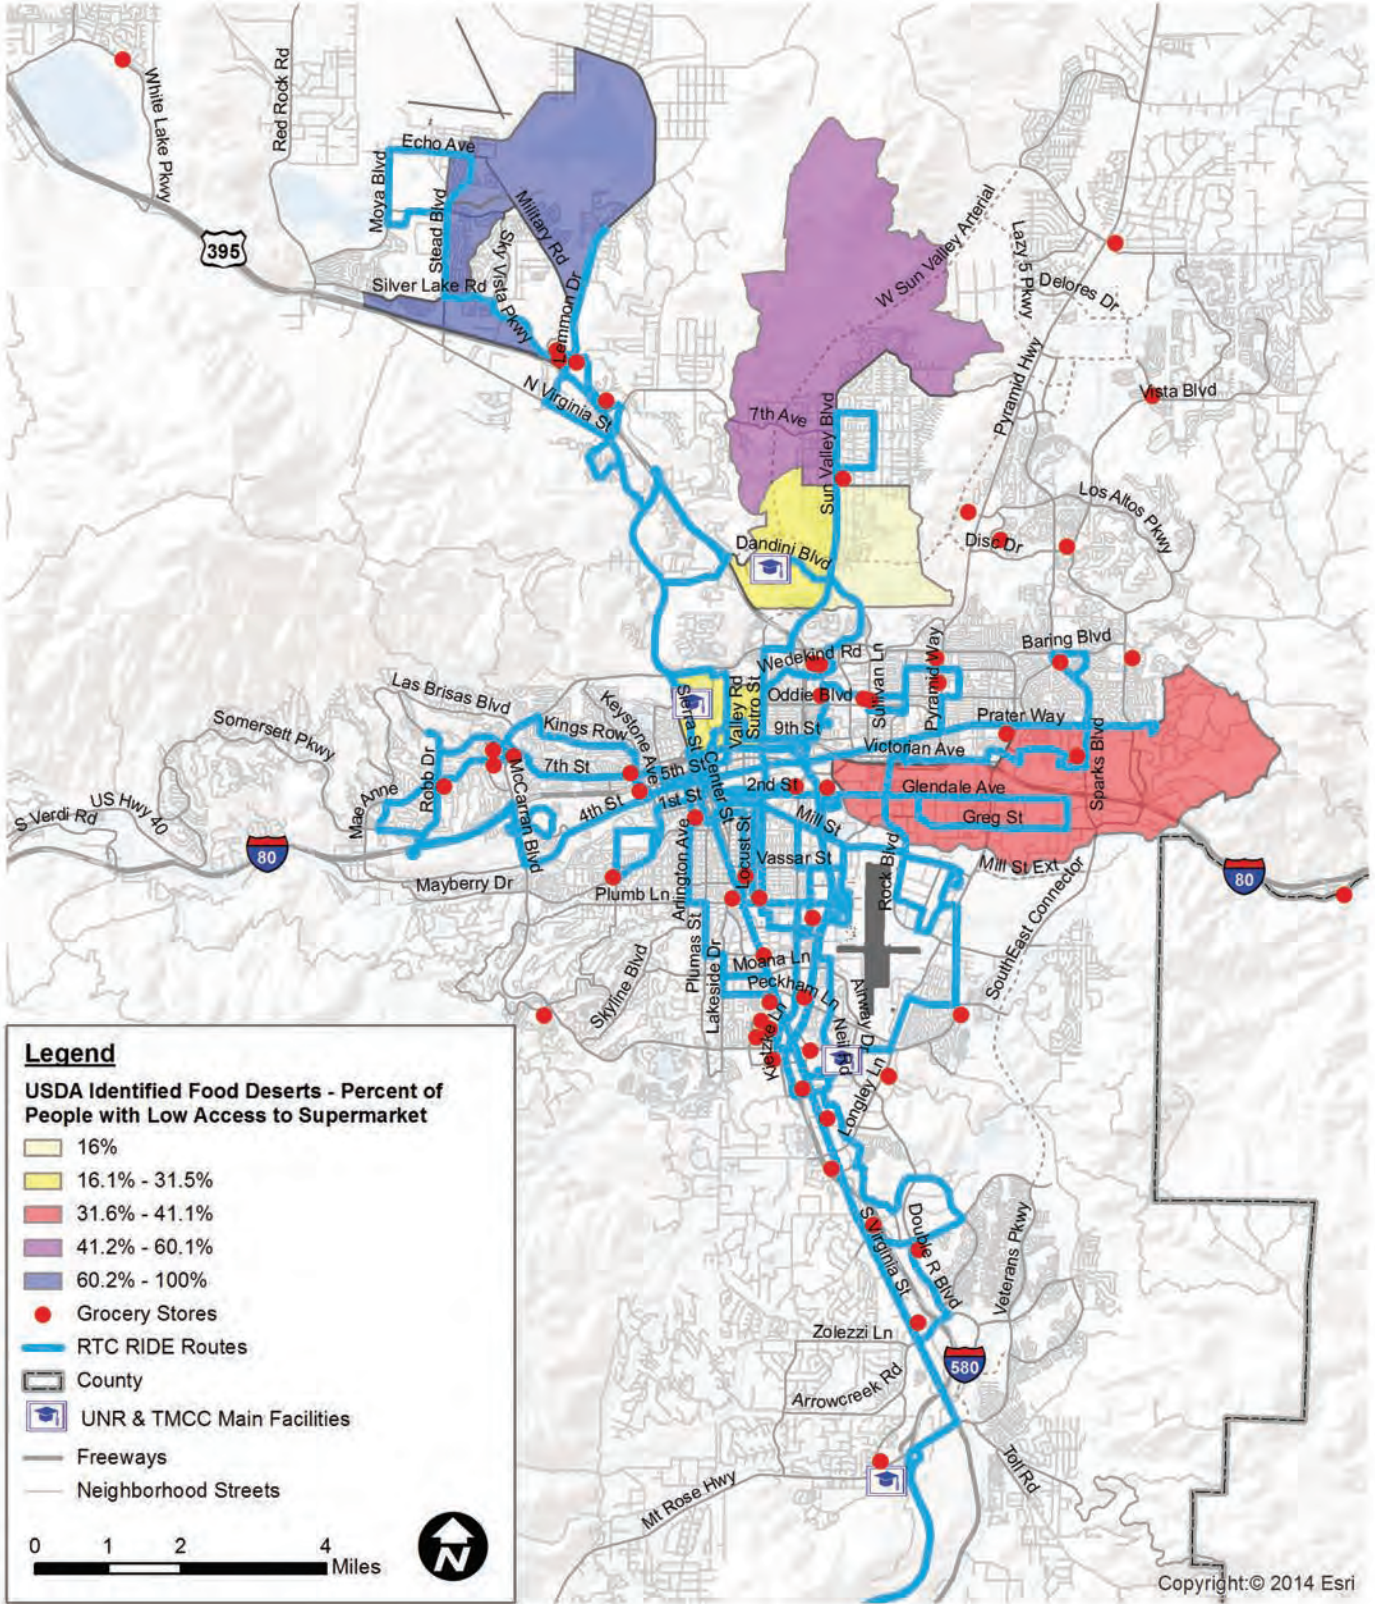 White Lake Pkwy
Red Rock Rd
395
Echo Ave
Moya Blvd
Stead Blvd
Military Rd
Sky Vista Pkwy
Silver Lake Rd
Lemmon Dr
N Virginia St
W Sun Valley Arterial
Lazy 5 Pkwy
Delores Dr
Pyramid Hwy
Vista Blvd
7th Ave
Sun Valley Blvd
Los Altos Pkwy
Disc Dr
Dandini Blvd
Wedekind Rd
Sullivan Ln
Pyramid Way
Baring Blvd
Las Brisas Blvd
Somersett Pkwy
Keystone Ave
Kings Row
Sierra St
Valley Rd
Sutro St
Oddie Blvd
9th St
Prater Way
Victorian Ave
Sparks Blvd
Robb Dr
McCarran Blvd
7th St
5th St
Center St
2nd St
Glendale Ave
Greg St
Mae Anne
US Hwy 40
S Verdi Rd
80
4th St
1st St
Mill St
Arlington Ave
Locust St
Vassar St
Rock Blvd
Mill St Ext
80
Mayberry Dr
Plumb Ln
SouthEast Connector
Plumas St
Lakeside Dr
Skyline Blvd
Moana Ln
Peckham Ln
Airway Dr
Neil Rd
Kietzke Ln
Longley Ln
S Virginia St
Double R Blvd
Veterans Pkwy
Zolezzi Ln
580
Arrowcreek Rd
Mt Rose Hwy
Toll Rd
Legend
USDA Identified Food Deserts - Percent of
People with Low Access to Supermarket
16%
16.1% - 31.5%
31.6% - 41.1%
41.2% - 60.1%
60.2% - 100%
Grocery Stores
RTC RIDE Routes
County
UNR & TMCC Main Facilities
Freeways
Neighborhood Streets
0 1 2 4
Miles
N
Copyright:© 2014 Esri